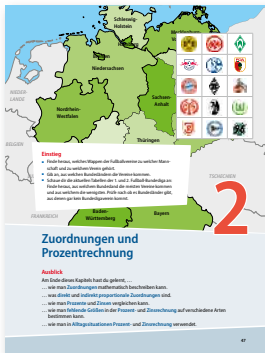 Schleswig-
Holstein
Niedersachsen
NIEDER-
LANDE
Sachsen-
Anhalt
Nordrhein-
Westfalen
BELGIEN
Thüringen
Einstieg
Finde heraus, welches Wappen der Fußballvereine zu welcher Mann-
schaft und zu welchem Verein gehört.
Gib an, aus welchen Bundesländern die Vereine kommen.
Schaue dir die aktuellen Tabellen der 1. und 2. Fußball-Bundesliga an:
Finde heraus, aus welchem Bundesland die meisten Vereine kommen
und aus welchem die wenigsten. Prüfe nach ob es Bundesländer gibt,
aus denen gar kein Bundesligaverein kommt.
TSCHECHIEN
FRANKREICH
Baden-
Württemberg
Bayern
2
Zuordnungen und
Prozentrechnung
Ausblick
Am Ende dieses Kapitels hast du gelernt, ...
... wie man Zuordnungen mathematisch beschreiben kann.
... was direkt und indirekt proportionale Zuordnungen sind.
... wie man Prozente und Zinsen vergleichen kann.
... wie man fehlende Größen in der Prozent- und Zinsrechnung auf verschiedene Arten
bestimmen kann.
... wie man in Alltagssituationen Prozent- und Zinsrechnung verwendet.
47